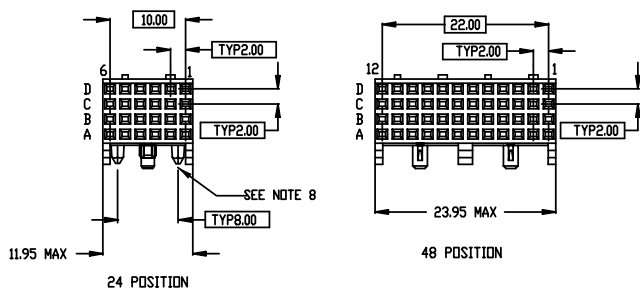 10.00
TYP2.00
6 1
D
C
B
A
TYP2.00
SEE NOTE 8
TYP8.00
11.95 MAX
24 POSITION
22.00
TYP2.00
12 1
D
C
B
A
TYP2.00
23.95 MAX
48 POSITION